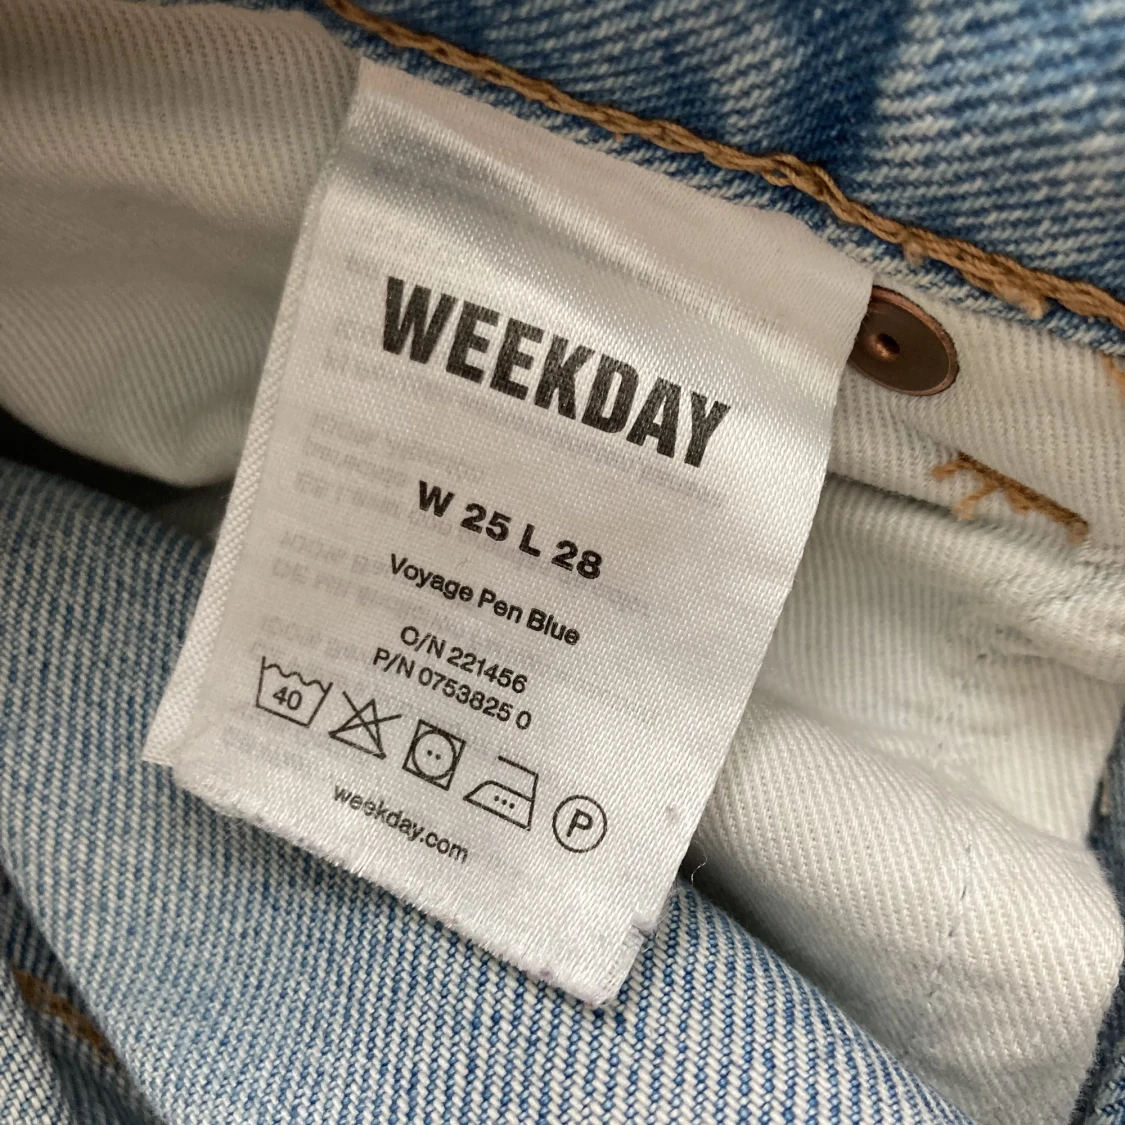 WEEKDAY
W 25 L 28
Voyage Pen Blue
O/N 221456
P/N 0753825 0
40
P
weekday.com